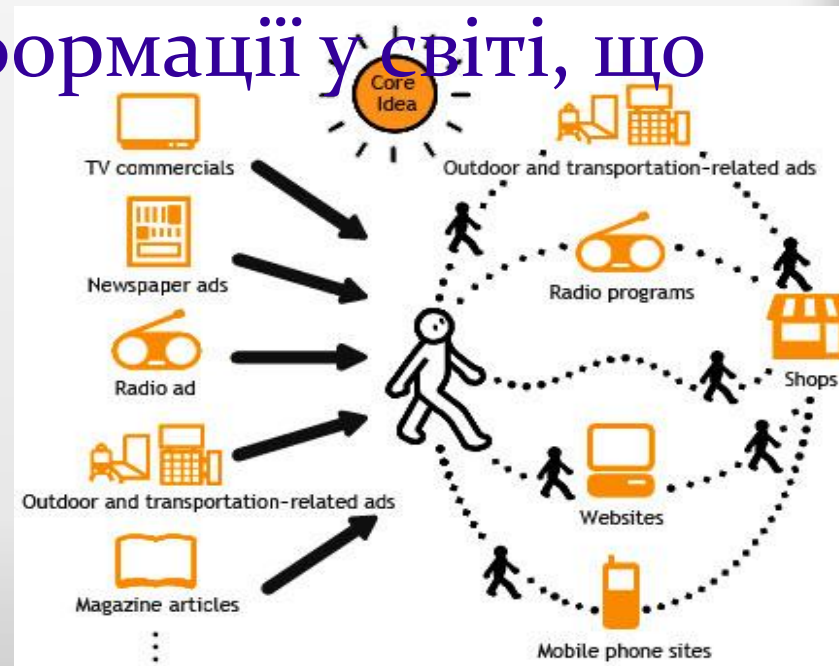 формації у світі, що
Core
Idea
TV commercials
Newspaper ads
Radio ad
Outdoor and transportation-related ads
Magazine articles
Outdoor and transportation-related ads
Radio programs
Shops
Websites
Mobile phone sites